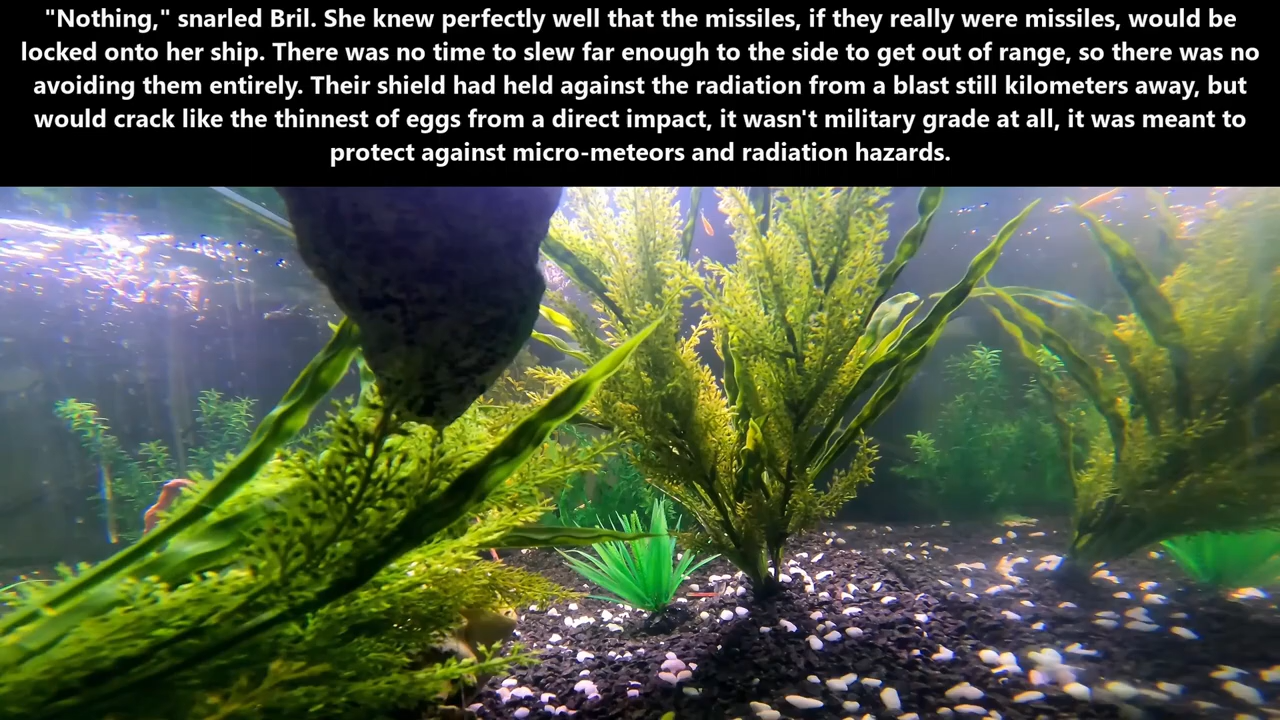 "Nothing," snarled Bril. She knew perfectly well that the missiles, if they really were missiles, would be
locked onto her ship. There was no time to slew far enough to the side to get out of range, so there was no
avoiding them entirely. Their shield had held against the radiation from a blast still kilometers away, but
would crack like the thinnest of eggs from a direct impact, it wasn't military grade at all, it was meant to
protect against micro-meteors and radiation hazards.